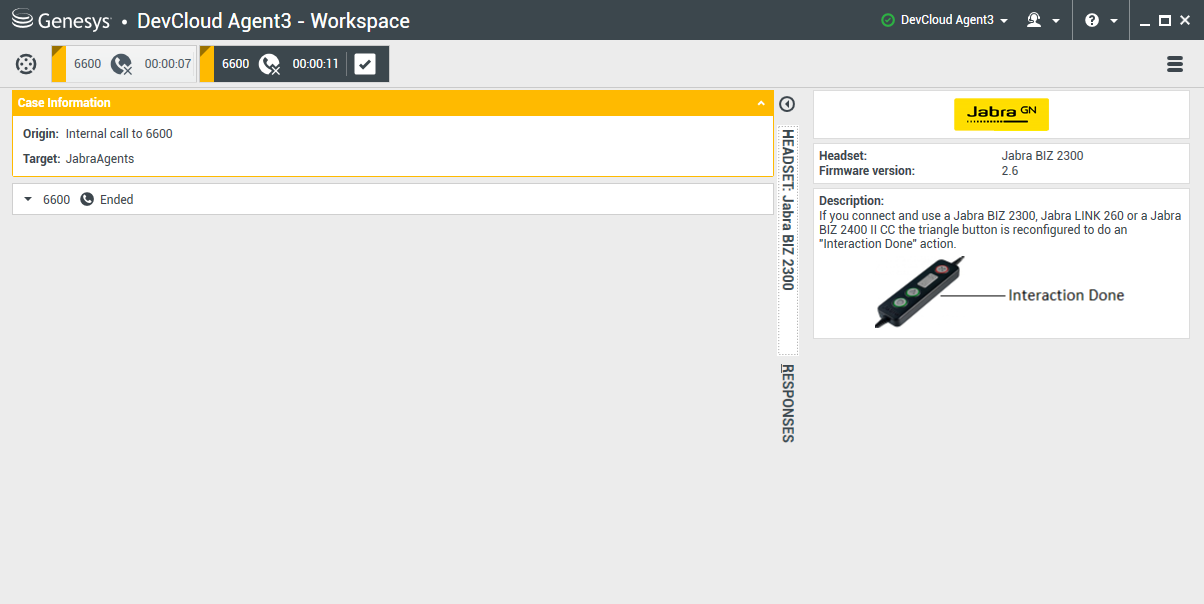 Genesys • DevCloud Agent3 - Workspace
DevCloud Agent3
6600 00:00:07
6600 00:00:11
Case Information
Origin: Internal call to 6600
Target: JabraAgents
6600 Ended
HEADSET: Jabra BIZ 2300
RESPONSES
Jabra GN
Headset: Jabra BIZ 2300
Firmware version: 2.6
Description:
If you connect and use a Jabra BIZ 2300, Jabra LINK 260 or a Jabra
BIZ 2400 II CC the triangle button is reconfigured to do an
"Interaction Done" action.
Interaction Done